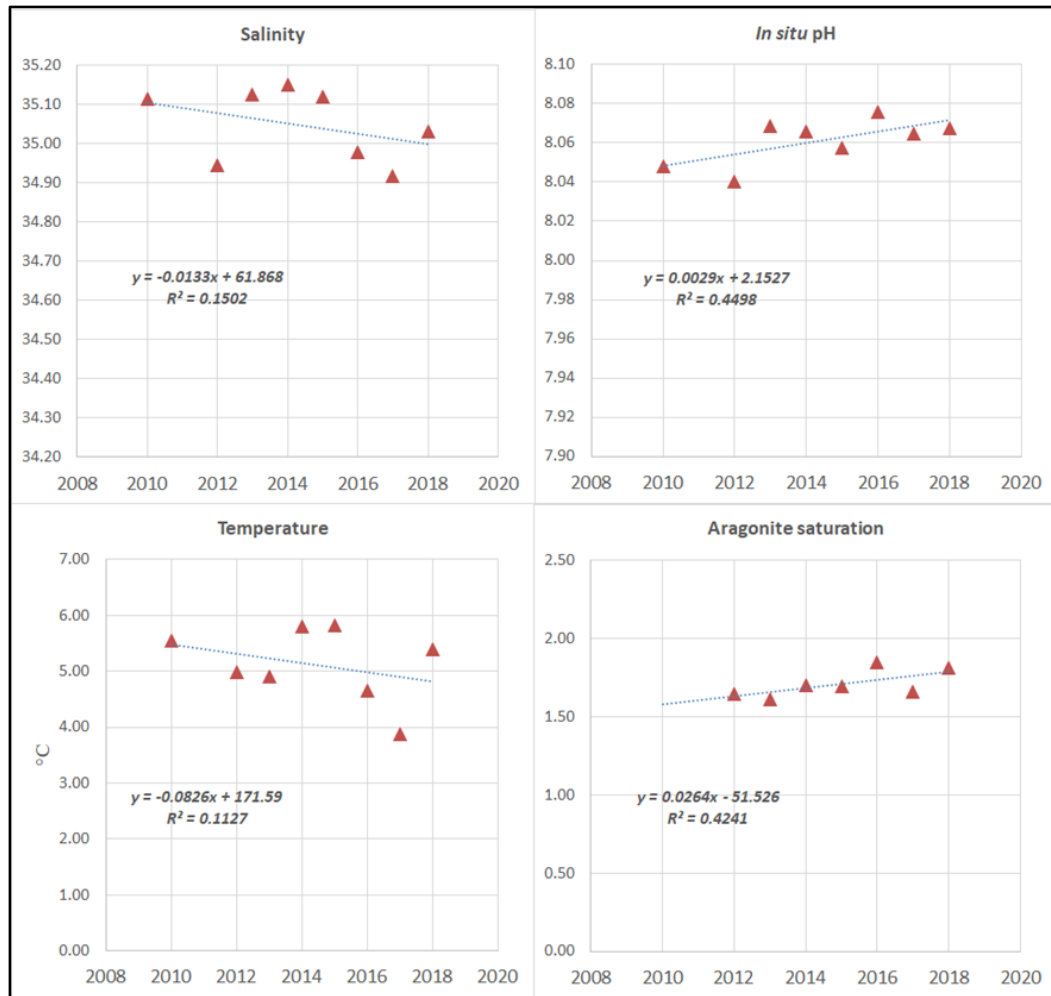 Salinity
35.20
35.10
35.00
34.90
34.80
34.70
34.60
34.50
34.40
34.30
34.20
y = -0.0133x + 61.868
R² = 0.1502
2008 2010 2012 2014 2016 2018 2020
In situ pH
8.10
8.08
8.06
8.04
8.02
8.00
7.98
7.96
7.94
7.92
7.90
y = 0.0029x + 2.1527
R² = 0.4498
2008 2010 2012 2014 2016 2018 2020
Temperature
7.00
6.00
5.00
4.00
3.00
2.00
1.00
0.00
°C
y = -0.0826x + 171.59
R² = 0.1127
2008 2010 2012 2014 2016 2018 2020
Aragonite saturation
2.50
2.00
1.50
1.00
0.50
0.00
y = 0.0264x - 51.526
R² = 0.4241
2008 2010 2012 2014 2016 2018 2020